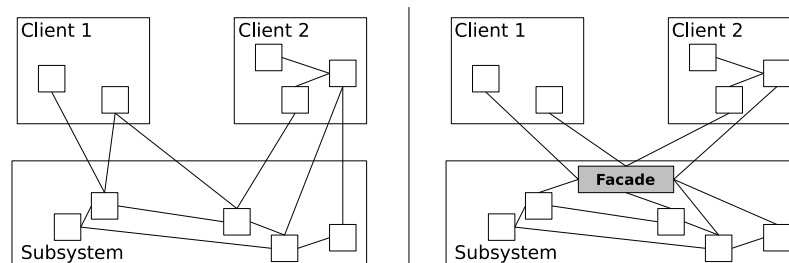 Client 1
Client 2
Subsystem
Client 1
Client 2
Facade
Subsystem